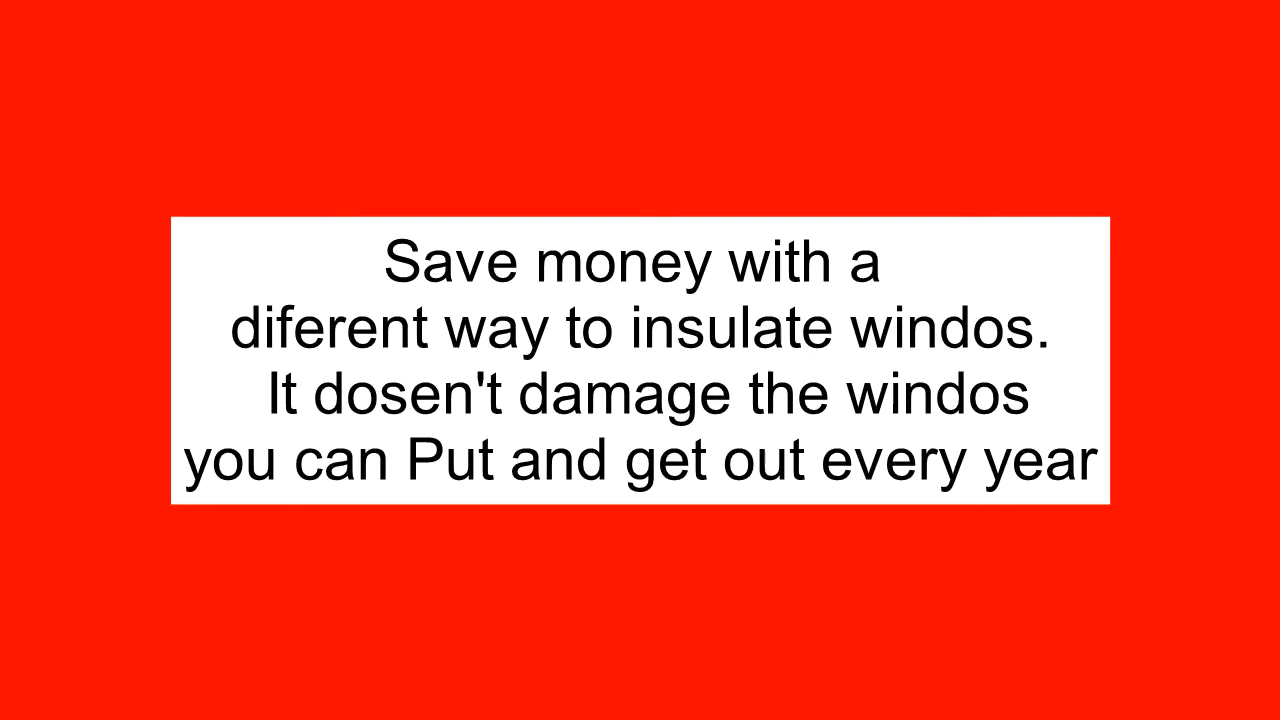 Save money with a
diferent way to insulate windos.
It dosen't damage the windos
you can Put and get out every year